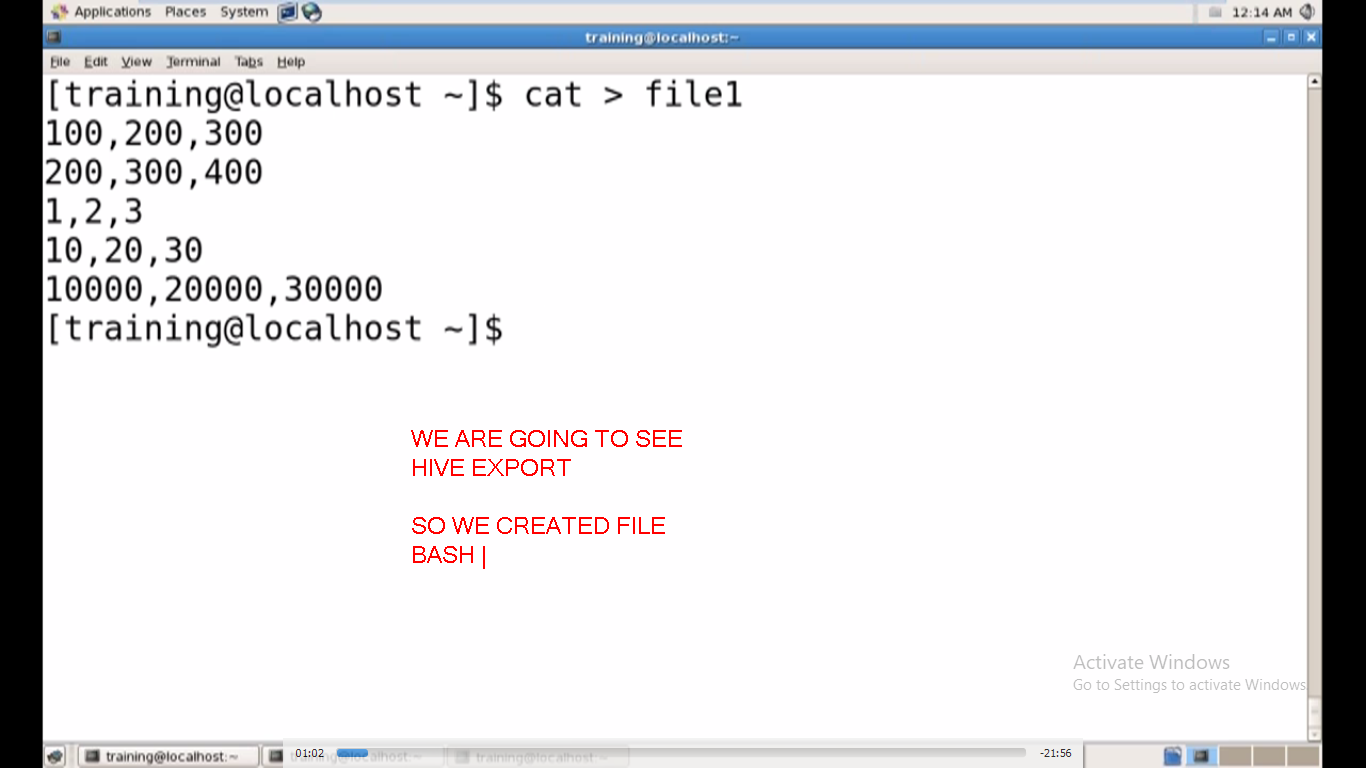 Applications Places System 12:14 AM
training@localhost:~
File Edit View Terminal Tabs Help
[training@localhost ~]$ cat > file1
100,200,300
200,300,400
1,2,3
10,20,30
10000,20000,30000
[training@localhost ~]$
WE ARE GOING TO SEE
HIVE EXPORT
SO WE CREATED FILE
BASH
Activate Windows
Go to Settings to activate Windows.
training@localhost:~ training@localhost:~ training@localhost:~
01:02 -21:56